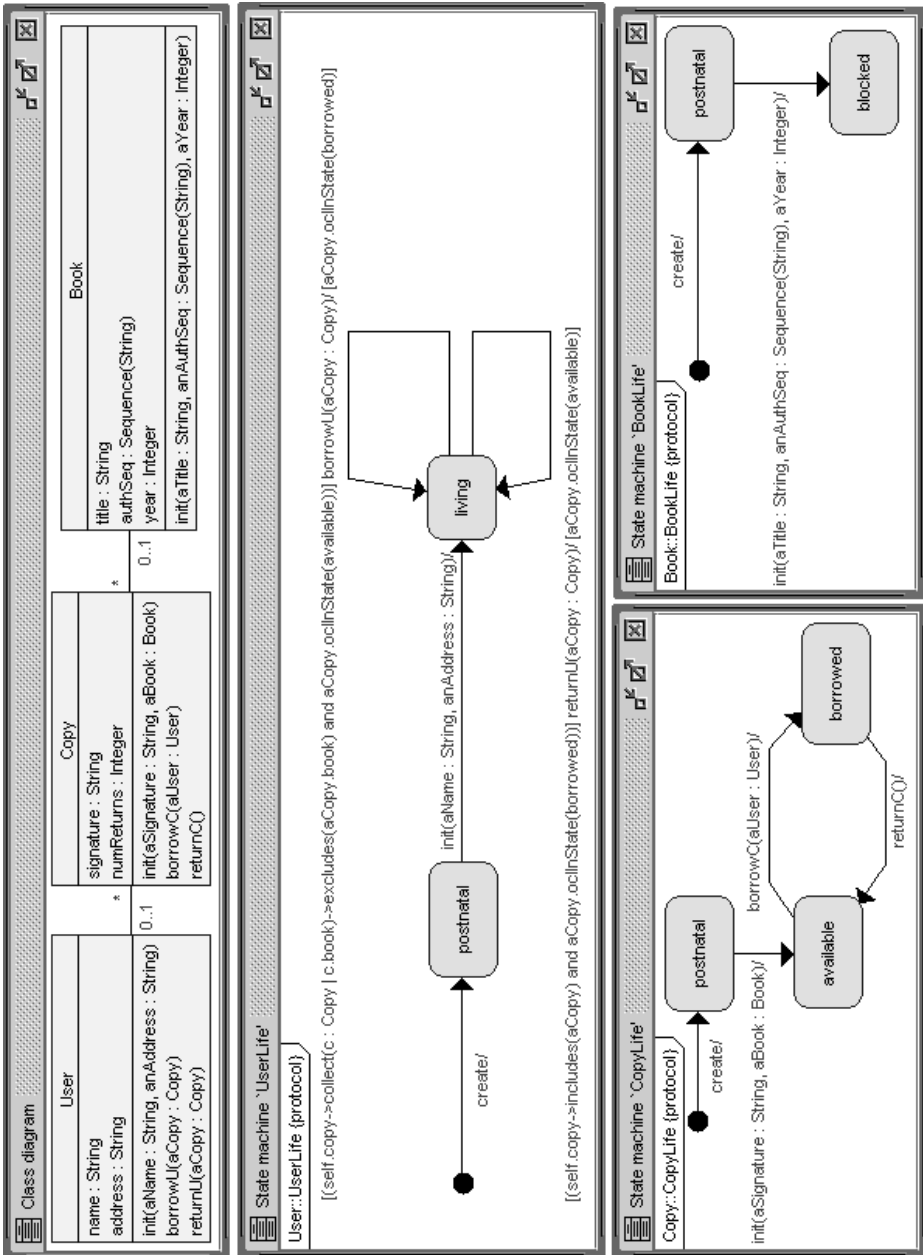 Class diagram
User
name : String
address : String
init(aName : String, anAddress : String)
borrowU(aCopy : Copy)
returnU(aCopy : Copy)
*
0..1
Copy
signature : String
numReturns : Integer
init(aSignature : String, aBook : Book)
borrowC(aUser : User)
returnC()
*
0..1
Book
title : String
authSeq : Sequence(String)
year : Integer
init(aTitle : String, anAuthSeq : Sequence(String), aYear : Integer)
State machine `UserLife'
User::UserLife {protocol}
[(self.copy->collect(c : Copy | c.book)->excludes(aCopy.book) and aCopy.oclInState(available))] borrowU(aCopy : Copy)/ [aCopy.oclInState(borrowed)]
create/
postnatal
init(aName : String, anAddress : String)/
living
[(self.copy->includes(aCopy) and aCopy.oclInState(borrowed))] returnU(aCopy : Copy)/ [aCopy.oclInState(available)]
State machine `CopyLife'
Copy::CopyLife {protocol}
create/
postnatal
init(aSignature : String, aBook : Book)/
borrowC(aUser : User)/
available
borrowed
returnC()/
State machine `BookLife'
Book::BookLife {protocol}
create/
postnatal
init(aTitle : String, anAuthSeq : Sequence(String), aYear : Integer)/
blocked